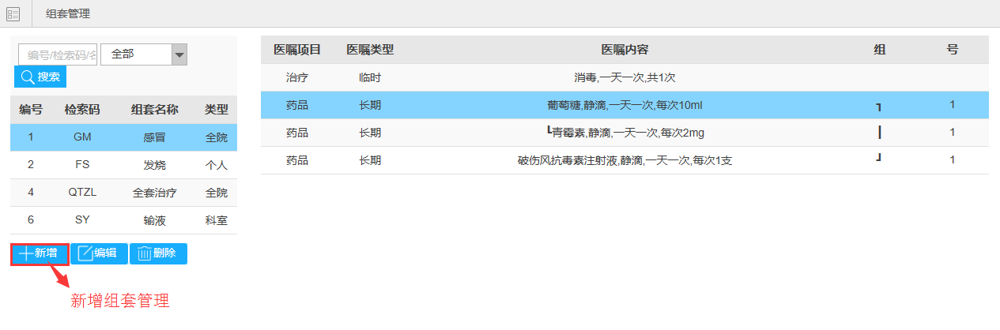 组套管理
编号/检索码/名 全部
搜索
编号 检索码 组套名称 类型
1 GM 感冒 全院
2 FS 发烧 个人
4 QTZL 全套治疗 全院
6 SY 输液 科室
新增 编辑 删除
新增组套管理
医嘱项目 医嘱类型 医嘱内容 组 号
治疗 临时 消毒,一天一次,共1次
药品 长期 葡萄糖,静滴,一天一次,每次10ml ┓ 1
药品 长期 ┗青霉素,静滴,一天一次,每次2mg ┃ 1
药品 长期 破伤风抗毒素注射液,静滴,一天一次,每次1支 ┛ 1